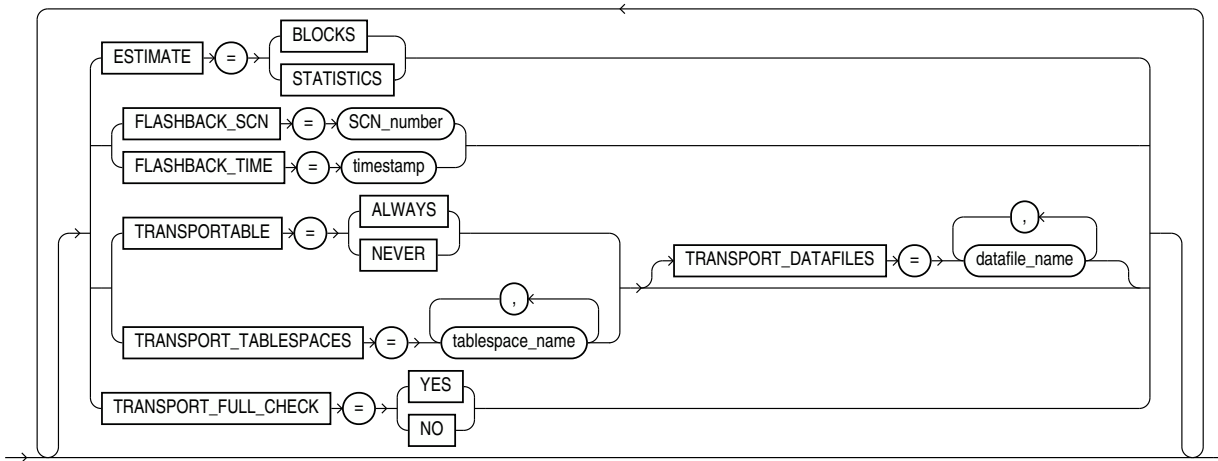 ESTIMATE = BLOCKS
STATISTICS
FLASHBACK_SCN = SCN_number
FLASHBACK_TIME = timestamp
TRANSPORTABLE = ALWAYS
NEVER
TRANSPORT_DATAFILES = datafile_name
,
TRANSPORT_TABLESPACES = tablespace_name
,
TRANSPORT_FULL_CHECK = YES
NO